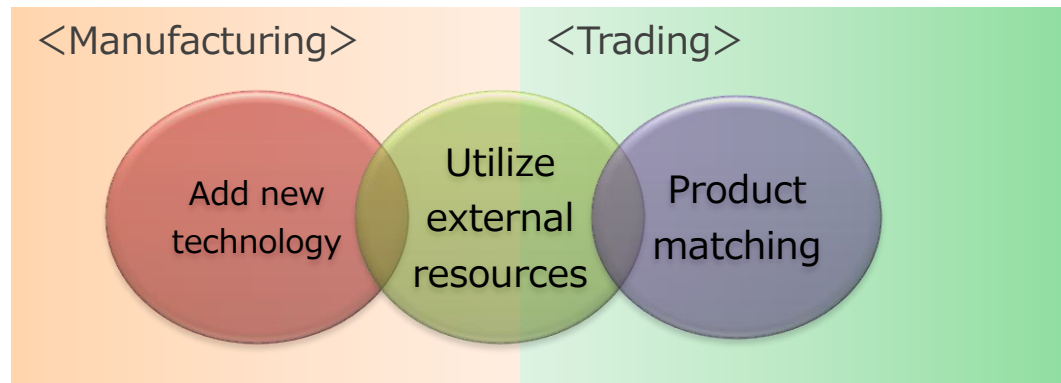 ＜Manufacturing＞
＜Trading＞
Add new
technology
Utilize
external
resources
Product
matching